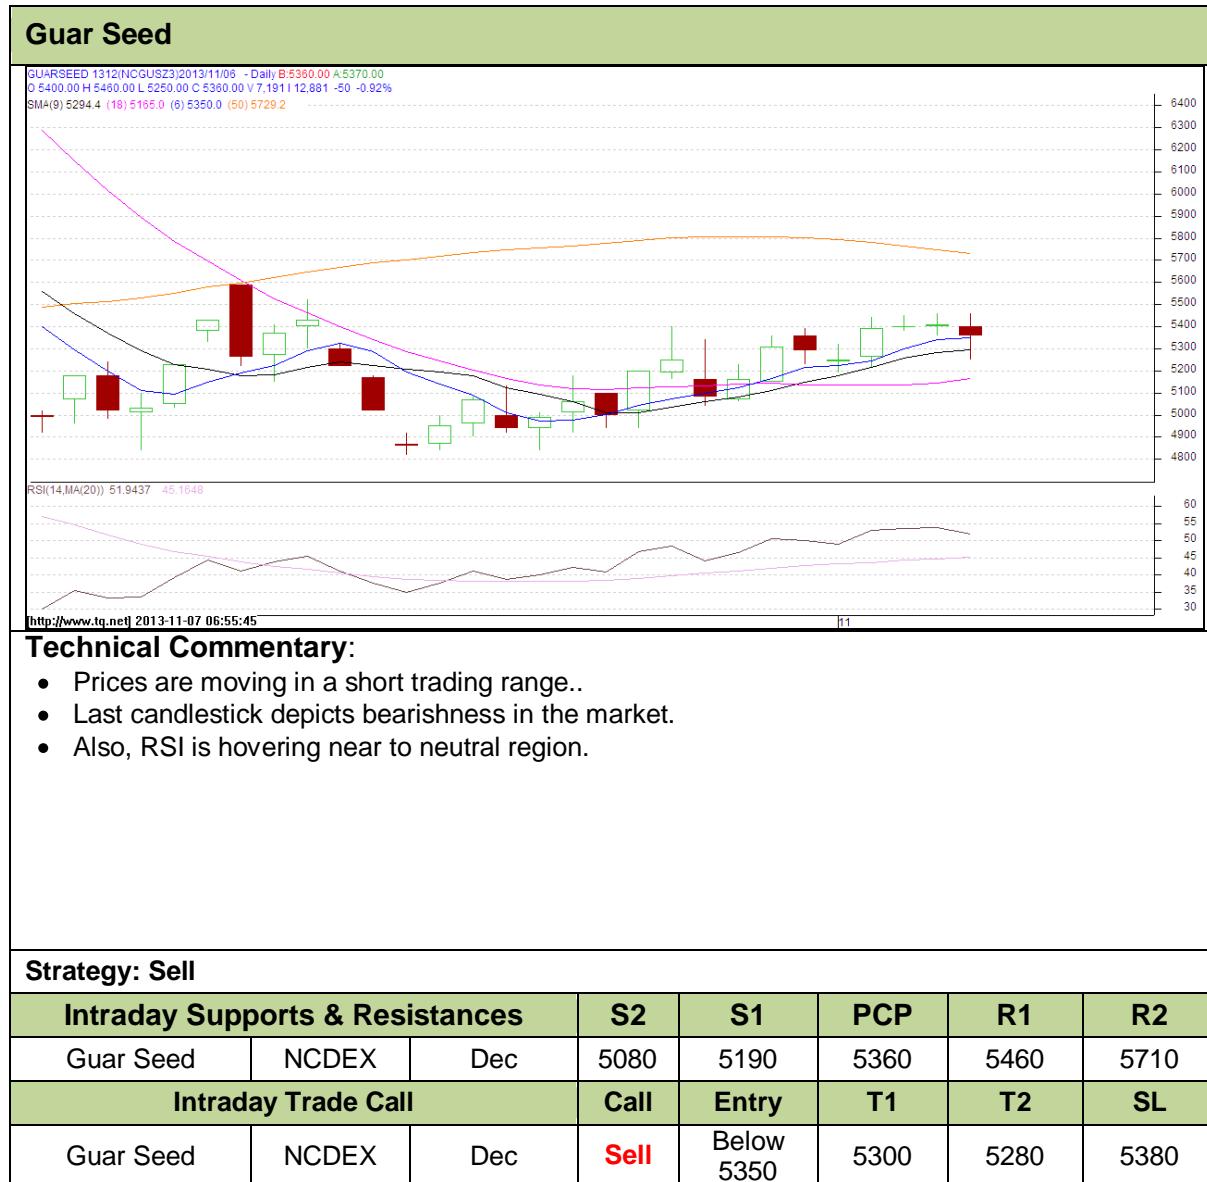 Guar Seed
GUARSEED 1312(NCGUSZ3)2013/11/06 - Daily B:5360.00 A:5370.00
O 5400.00 H 5460.00 L 5250.00 C 5360.00 V 7,191 I 12,881 -50 -0.92%
SMA(9) 5294.4 (18) 5165.0 (6) 5350.0 (50) 5729.2
6400
6300
6200
6100
6000
5900
5800
5700
5600
5500
5400
5300
5200
5100
5000
4900
4800
RSI(14,MA(20)) 51.9437 45.1648
60
55
50
45
40
35
30
[http://www.tq.net] 2013-11-07 06:55:45
11
Technical Commentary:
• Prices are moving in a short trading range..
• Last candlestick depicts bearishness in the market.
• Also, RSI is hovering near to neutral region.
Strategy: Sell
Intraday Supports & Resistances S2 S1 PCP R1 R2
Guar Seed NCDEX Dec 5080 5190 5360 5460 5710
Intraday Trade Call Call Entry T1 T2 SL
Guar Seed NCDEX Dec Sell Below 5350 5300 5280 5380